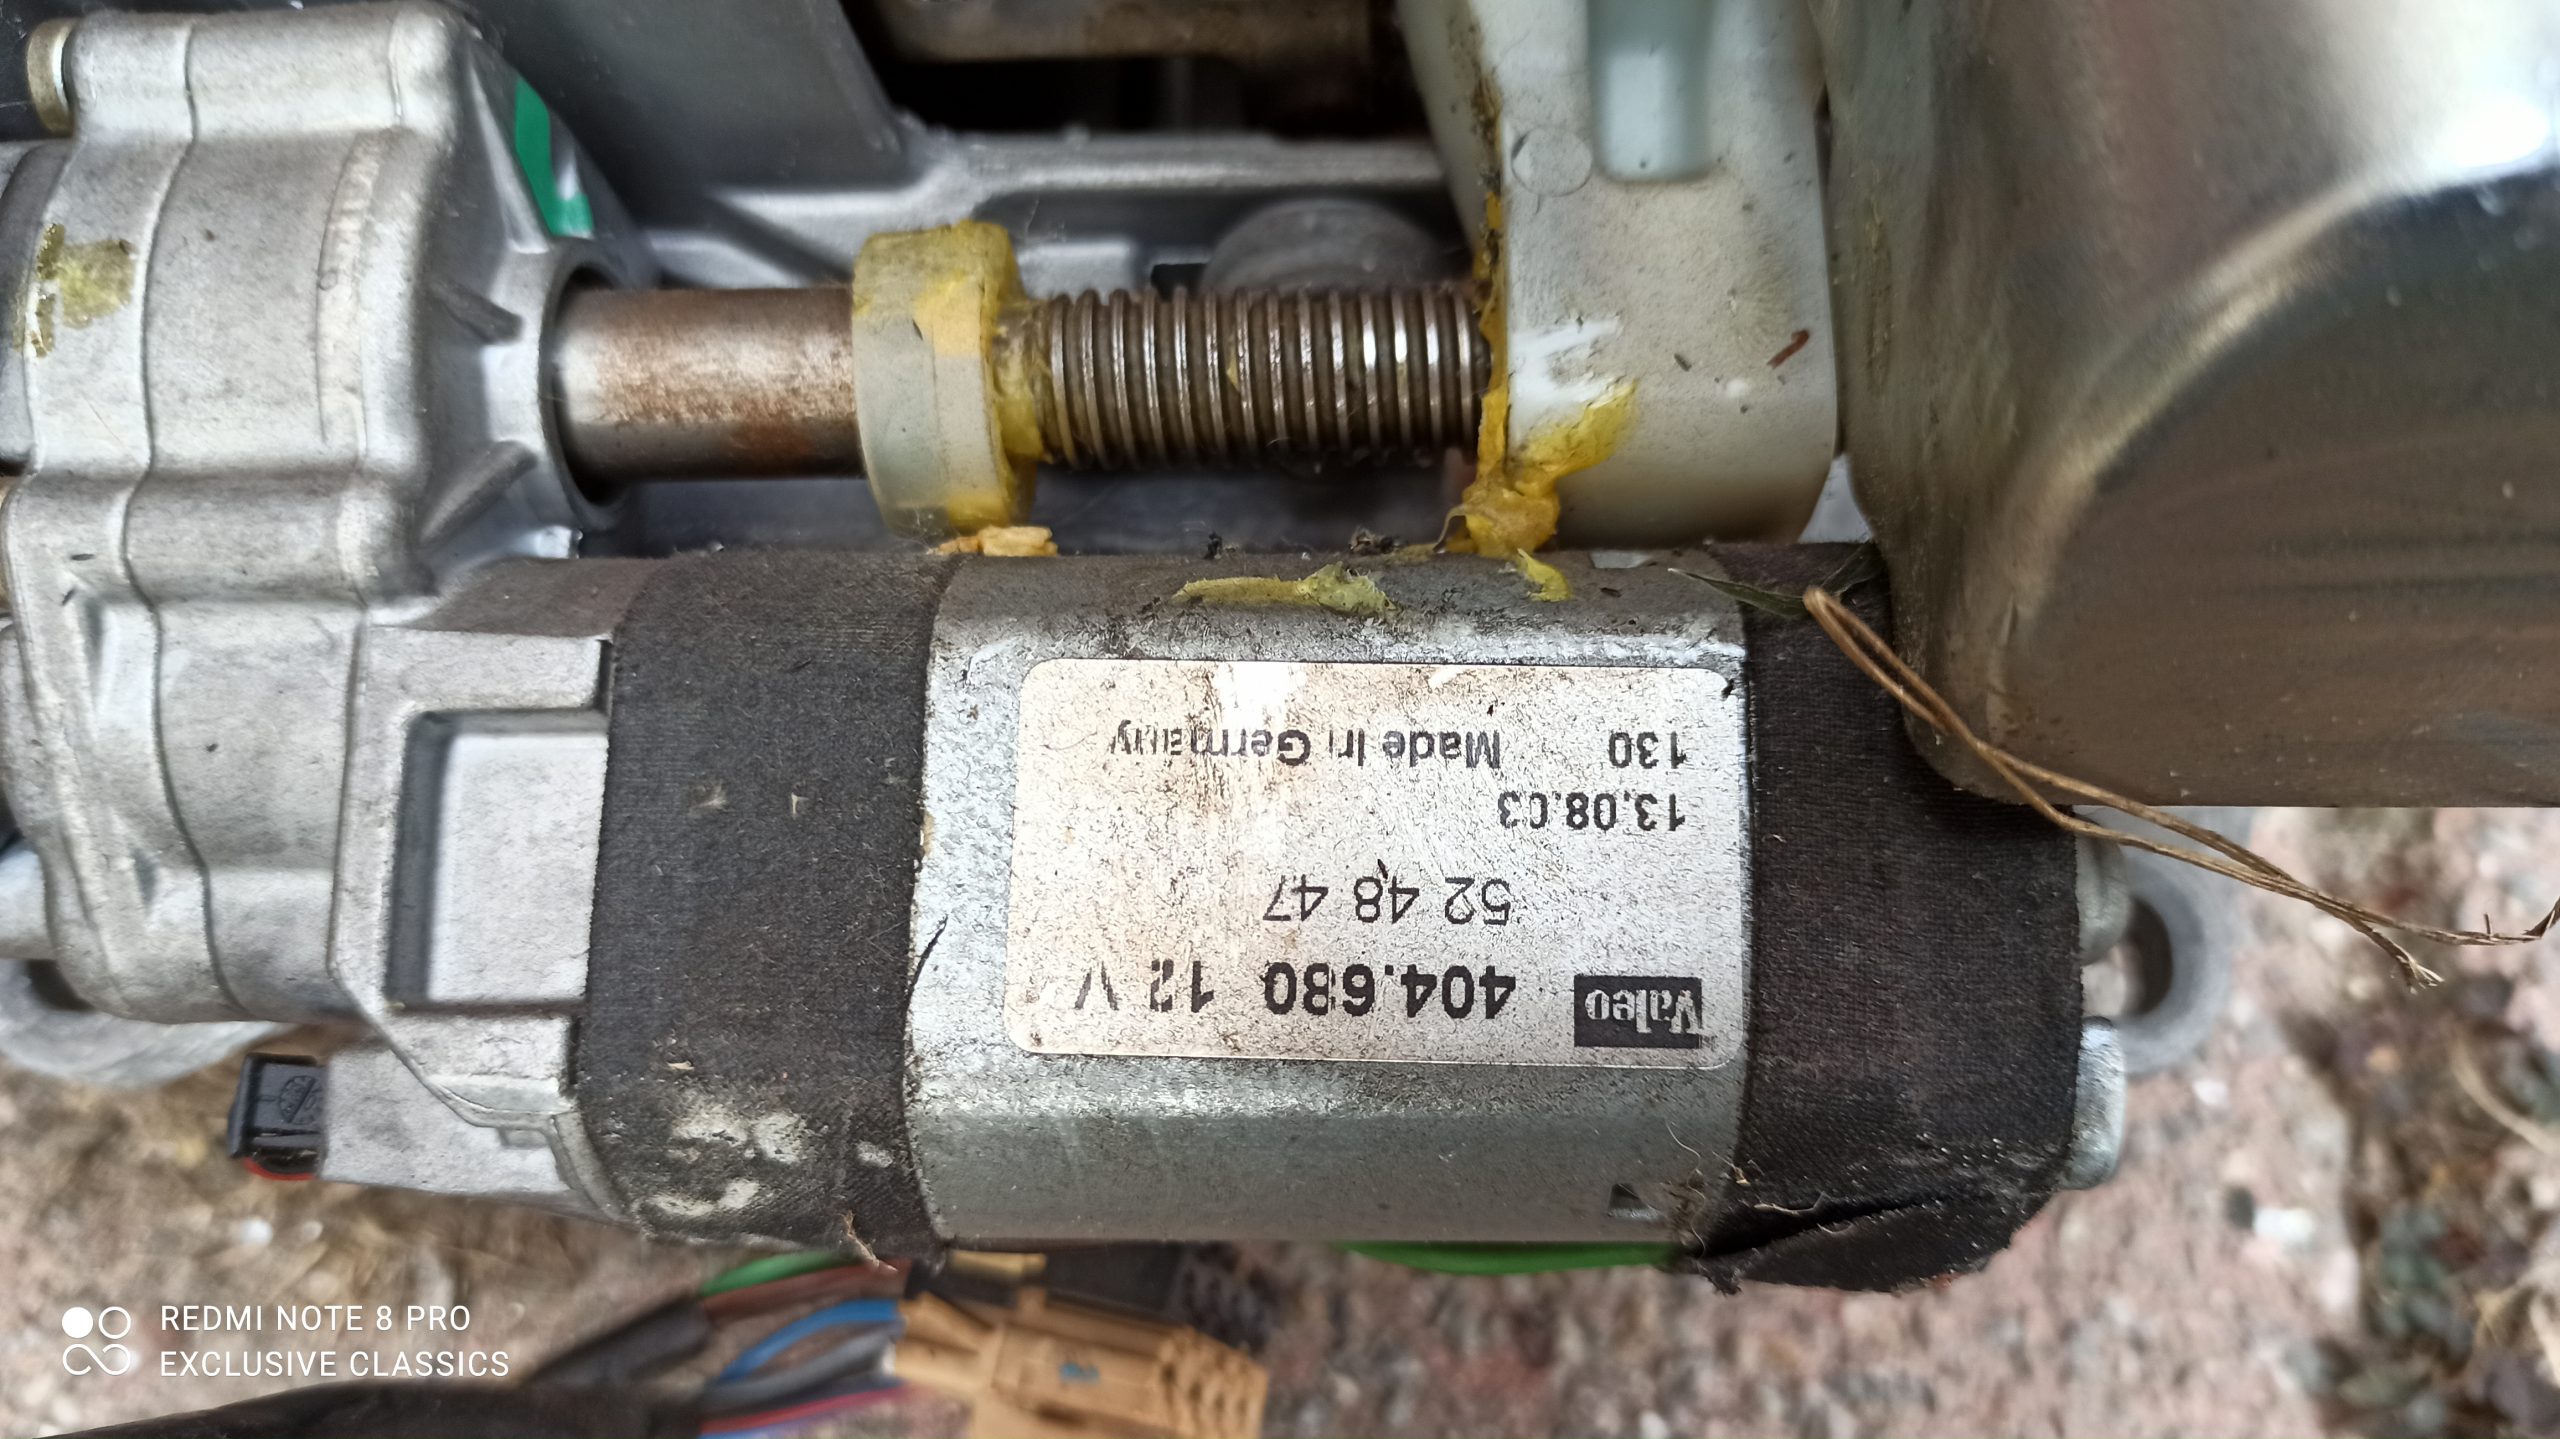 Valeo 404.680 12 V
52 48 47
13.08.03
130 Made in Germany
REDMI NOTE 8 PRO
EXCLUSIVE CLASSICS